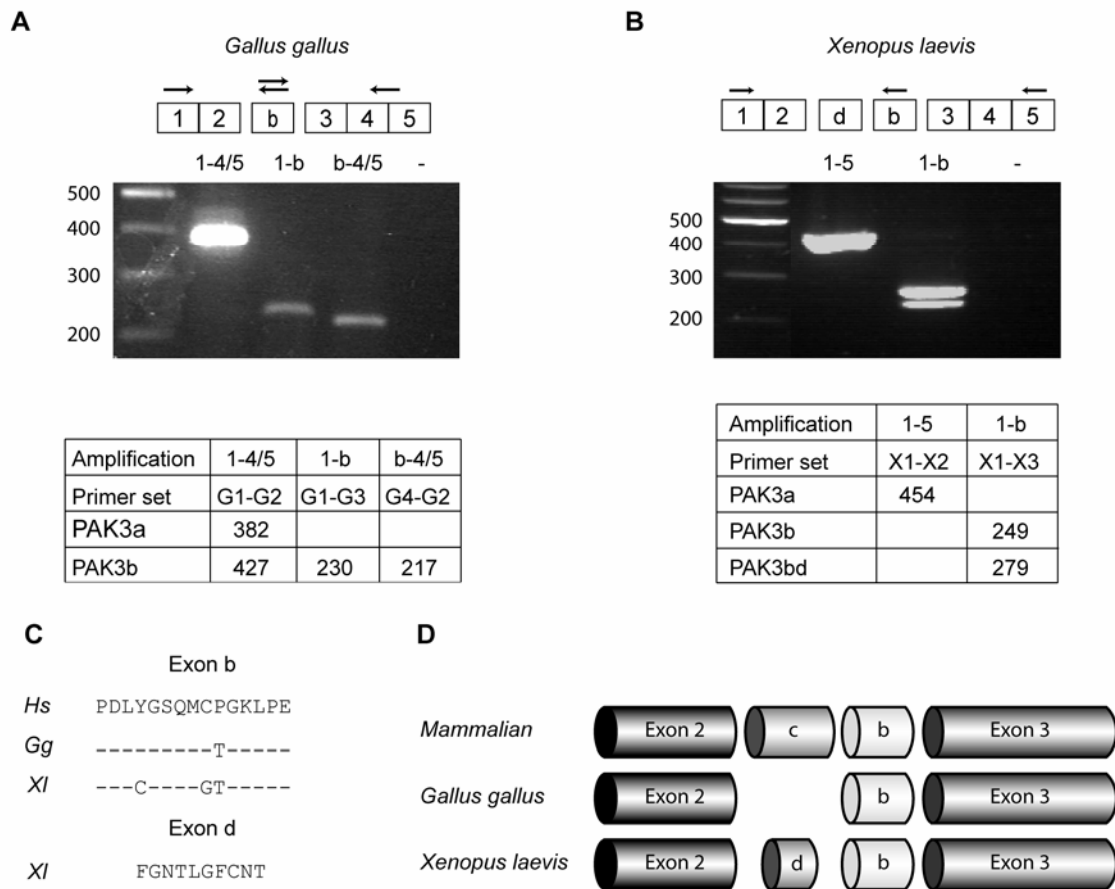 A
Gallus gallus
1 2 b 3 4 5
1-4/5 1-b b-4/5 -
500
400
300
200
Amplification 1-4/5 1-b b-4/5
Primer set G1-G2 G1-G3 G4-G2
PAK3a 382
PAK3b 427 230 217
B
Xenopus laevis
1 2 d b 3 4 5
1-5 1-b -
500
400
300
200
Amplification 1-5 1-b
Primer set X1-X2 X1-X3
PAK3a 454
PAK3b 249
PAK3bd 279
C
Exon b
Hs PDLYGSQMCPGKLPE
Gg ---------T-----
Xl ---C----GT-----
Exon d
Xl FGNTLGFCNT
D
Mammalian Exon 2 c b Exon 3
Gallus gallus Exon 2 b Exon 3
Xenopus laevis Exon 2 d b Exon 3